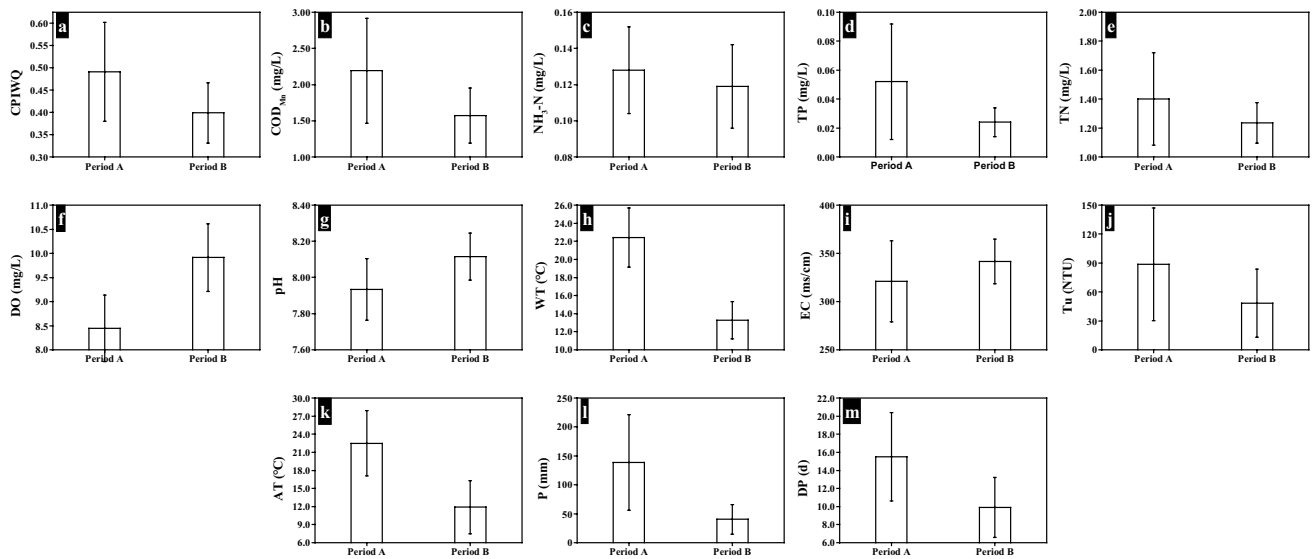 a
CPIWQ
0.60
0.55
0.50
0.45
0.40
0.35
0.30
Period A Period B
b
COD Mn (mg/L)
3.00
2.50
2.00
1.50
1.00
Period A Period B
c
NH3-N (mg/L)
0.16
0.14
0.12
0.10
0.08
Period A Period B
d
TP (mg/L)
0.10
0.08
0.06
0.04
0.02
0.00
Period A Period B
e
TN (mg/L)
2.00
1.80
1.60
1.40
1.20
1.00
Period A Period B
f
DO (mg/L)
11.0
10.5
10.0
9.5
9.0
8.5
8.0
Period A Period B
g
pH
8.40
8.20
8.00
7.80
7.60
Period A Period B
h
WT (°C)
26.0
24.0
22.0
20.0
18.0
16.0
14.0
12.0
10.0
Period A Period B
i
EC (ms/cm)
400
350
300
250
Period A Period B
j
Tu (NTU)
150
120
90
60
30
0
Period A Period B
k
AT (°C)
30.0
27.0
24.0
21.0
18.0
15.0
12.0
9.0
6.0
Period A Period B
l
P (mm)
250
200
150
100
50
0
Period A Period B
m
DP (d)
22.0
20.0
18.0
16.0
14.0
12.0
10.0
8.0
6.0
Period A Period B